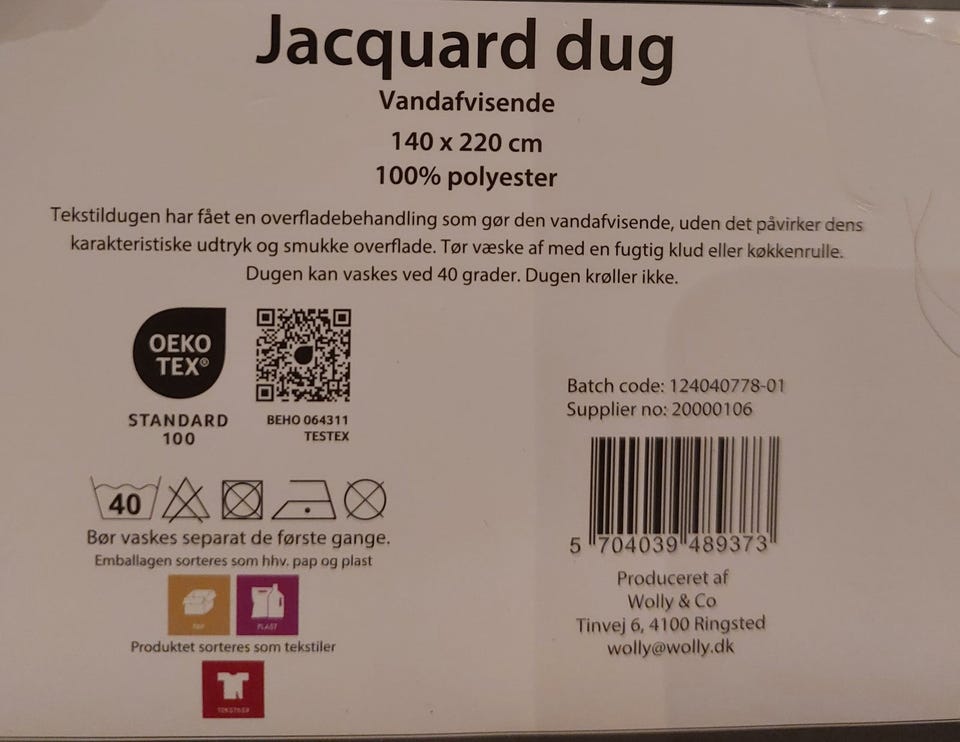 Jacquard dug
Vandafvisende
140 x 220 cm
100% polyester
Tekstildugen har fået en overfladebehandling som gør den vandafvisende, uden det påvirker dens
karakteristiske udtryk og smukke overflade. Tør væske af med en fugtig klud eller køkkenrulle.
Dugen kan vaskes ved 40 grader. Dugen krøller ikke.
OEKO
TEX®
STANDARD
100
BEHO 064311
TESTEX
Batch code: 124040778-01
Supplier no: 20000106
40
Bør vaskes separat de første gange.
Emballagen sorteres som hhv. pap og plast
PAP
PLAST
Produktet sorteres som tekstiler
TEKSTILER
5 704039 489373
Produceret af
Wolly & Co
Tinvej 6, 4100 Ringsted
wolly@wolly.dk